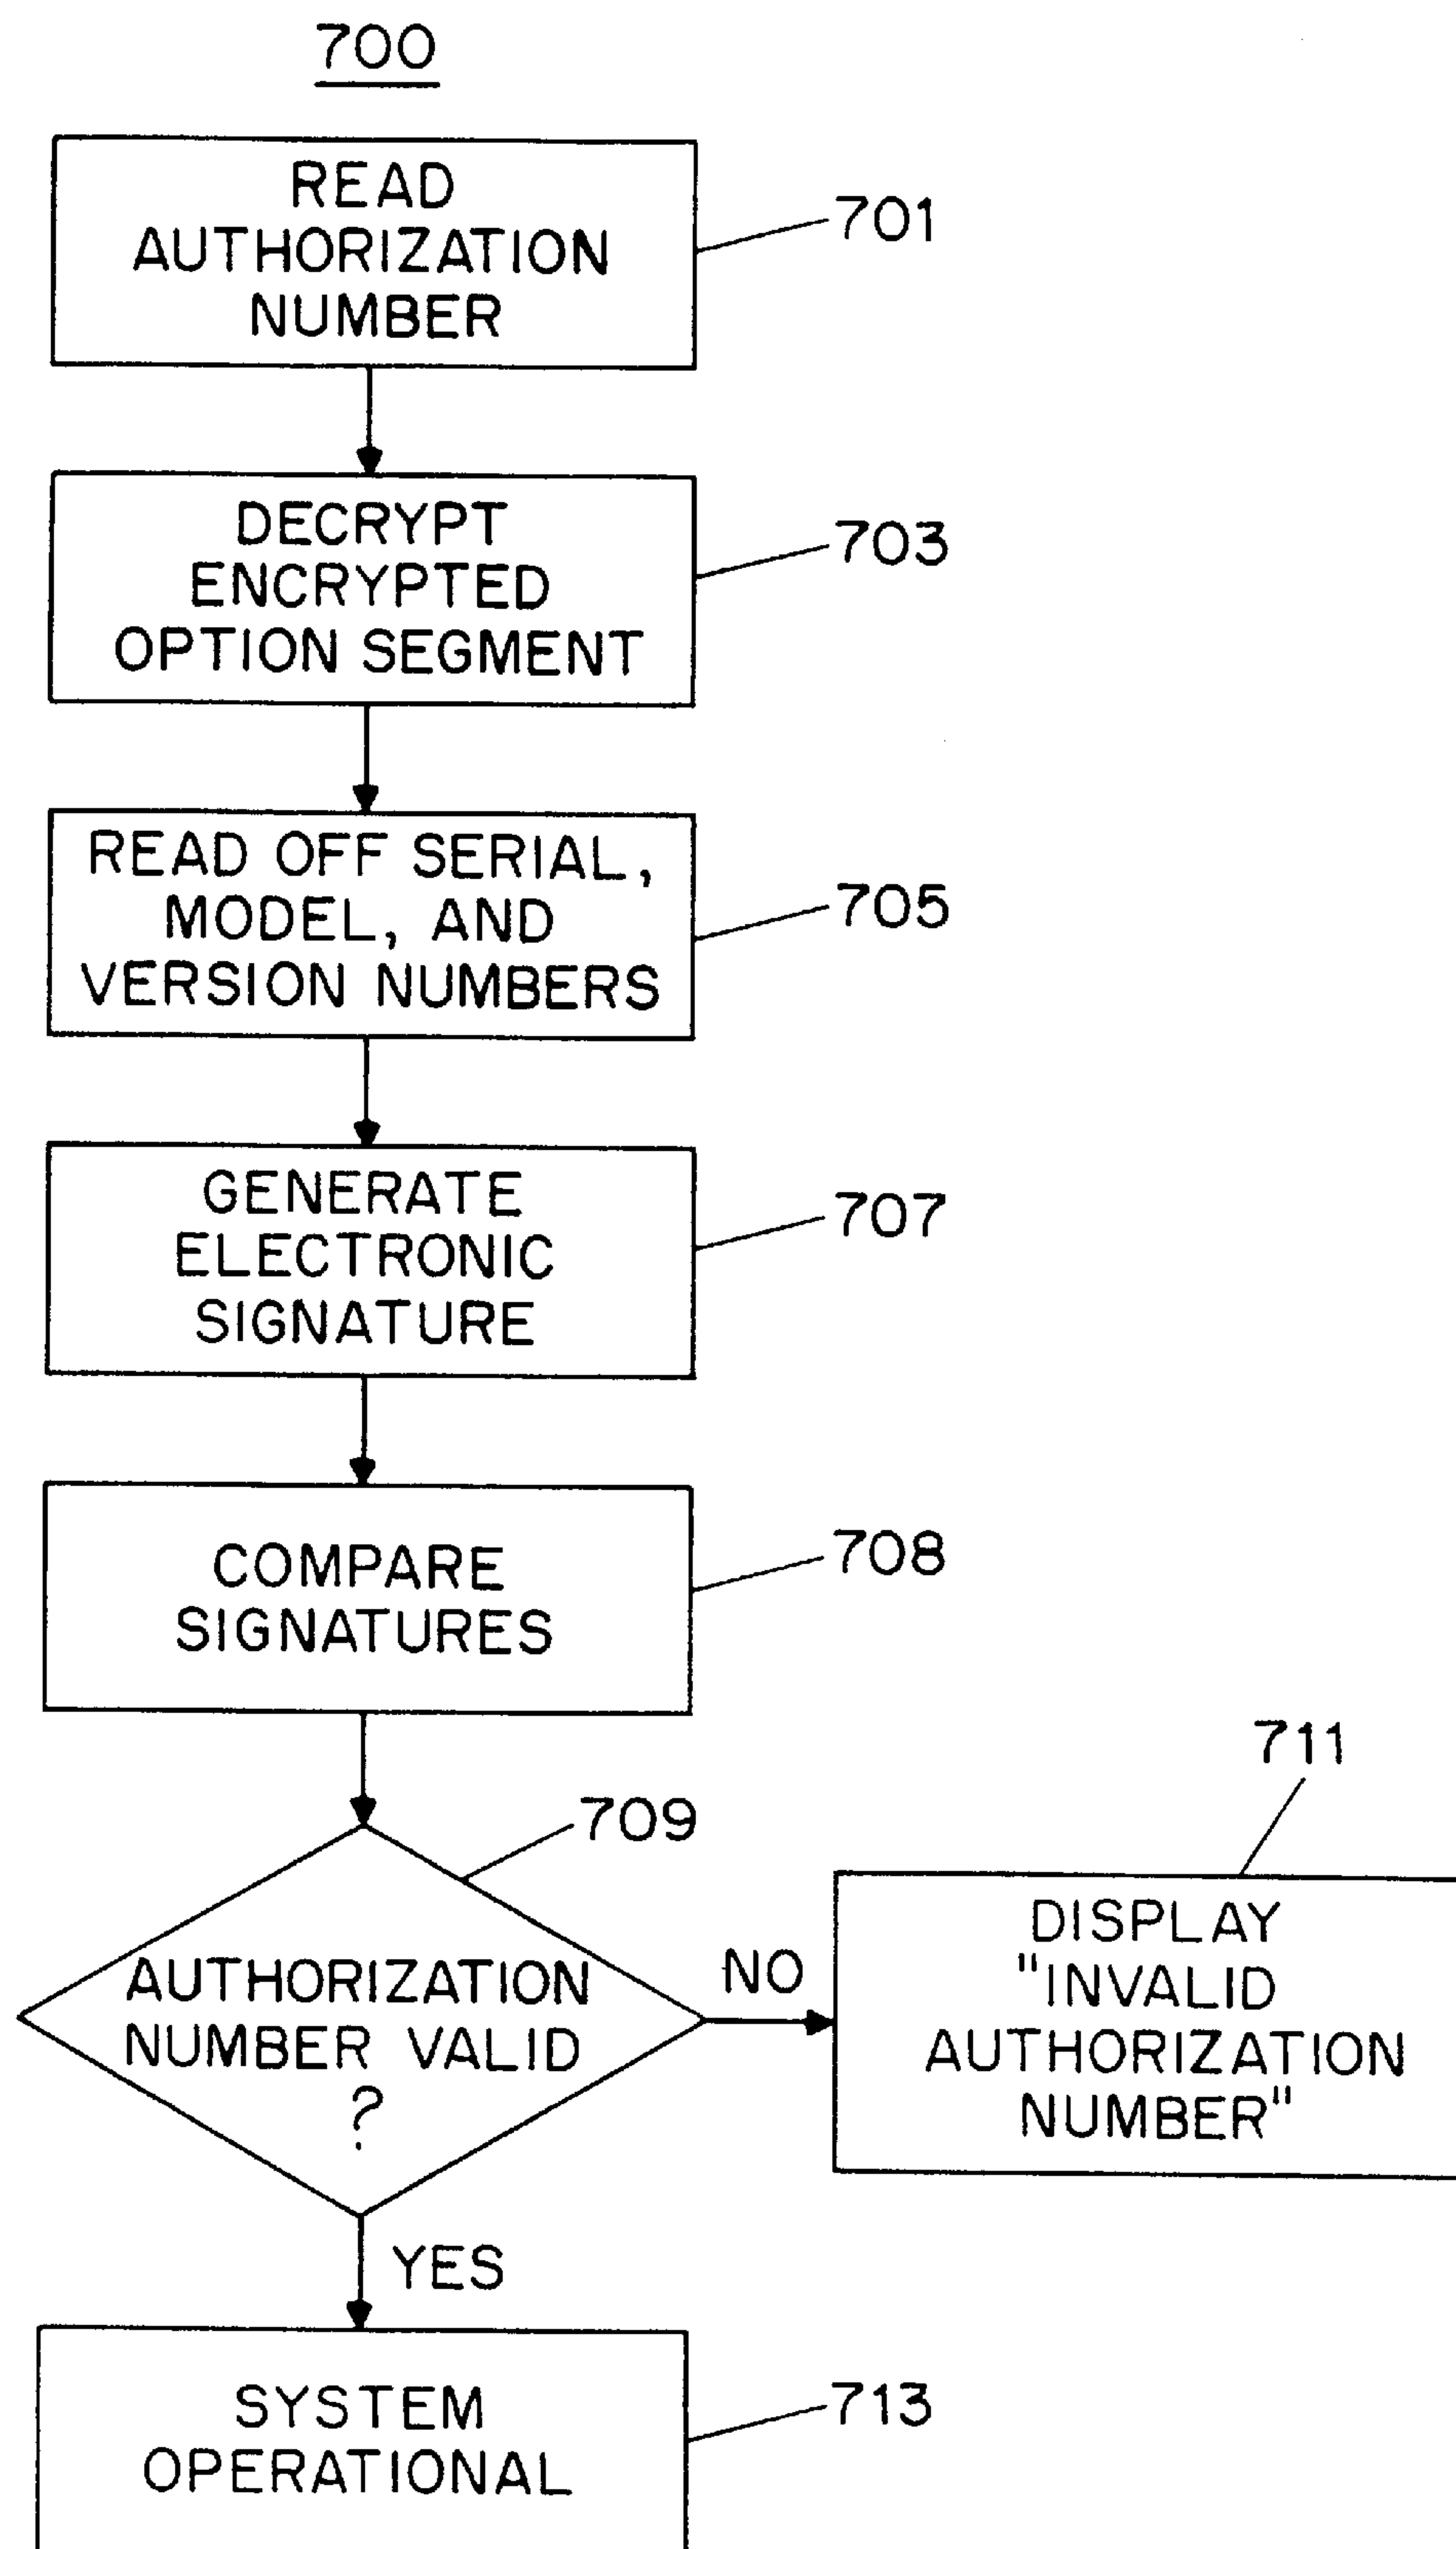 700
READ
AUTHORIZATION
NUMBER
701
DECRYPT
ENCRYPTED
OPTION SEGMENT
703
READ OFF SERIAL,
MODEL, AND
VERSION NUMBERS
705
GENERATE
ELECTRONIC
SIGNATURE
707
COMPARE
SIGNATURES
708
709
AUTHORIZATION
NUMBER VALID
?
NO
711
DISPLAY
"INVALID
AUTHORIZATION
NUMBER"
YES
SYSTEM
OPERATIONAL
713